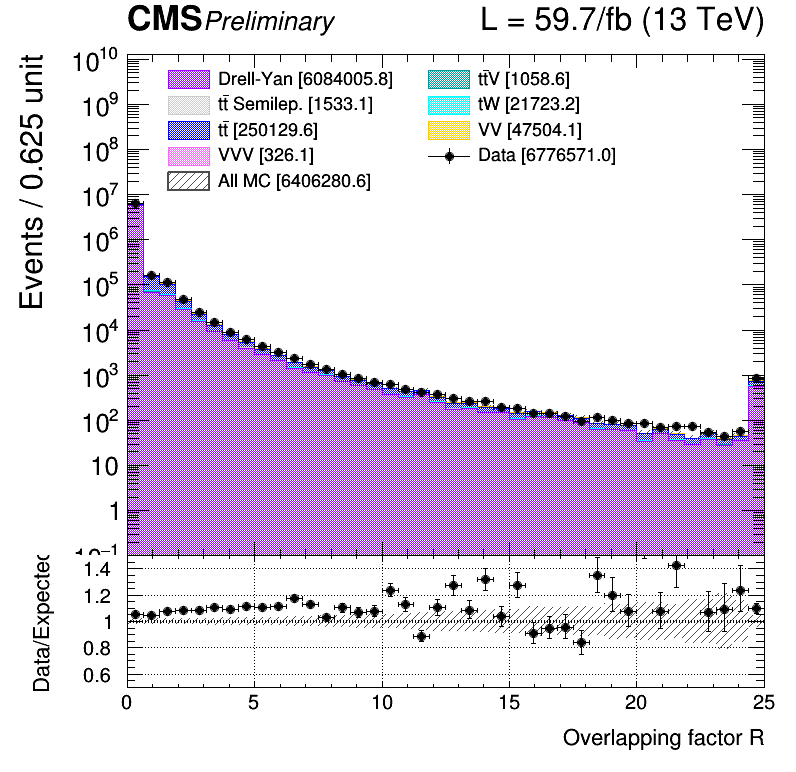 CMS Preliminary L = 59.7/fb (13 TeV)
Events / 0.625 unit
10^10
10^9
10^8
10^7
10^6
10^5
10^4
10^3
10^2
10
1
10^-1
Drell-Yan [6084005.8]
tt̄ Semilep. [1533.1]
tt̄ [250129.6]
VVV [326.1]
All MC [6406280.6]
tt̄V [1058.6]
tW [21723.2]
VV [47504.1]
Data [6776571.0]
Data/Expected
1.4
1.2
1
0.8
0.6
0 5 10 15 20 25
Overlapping factor R